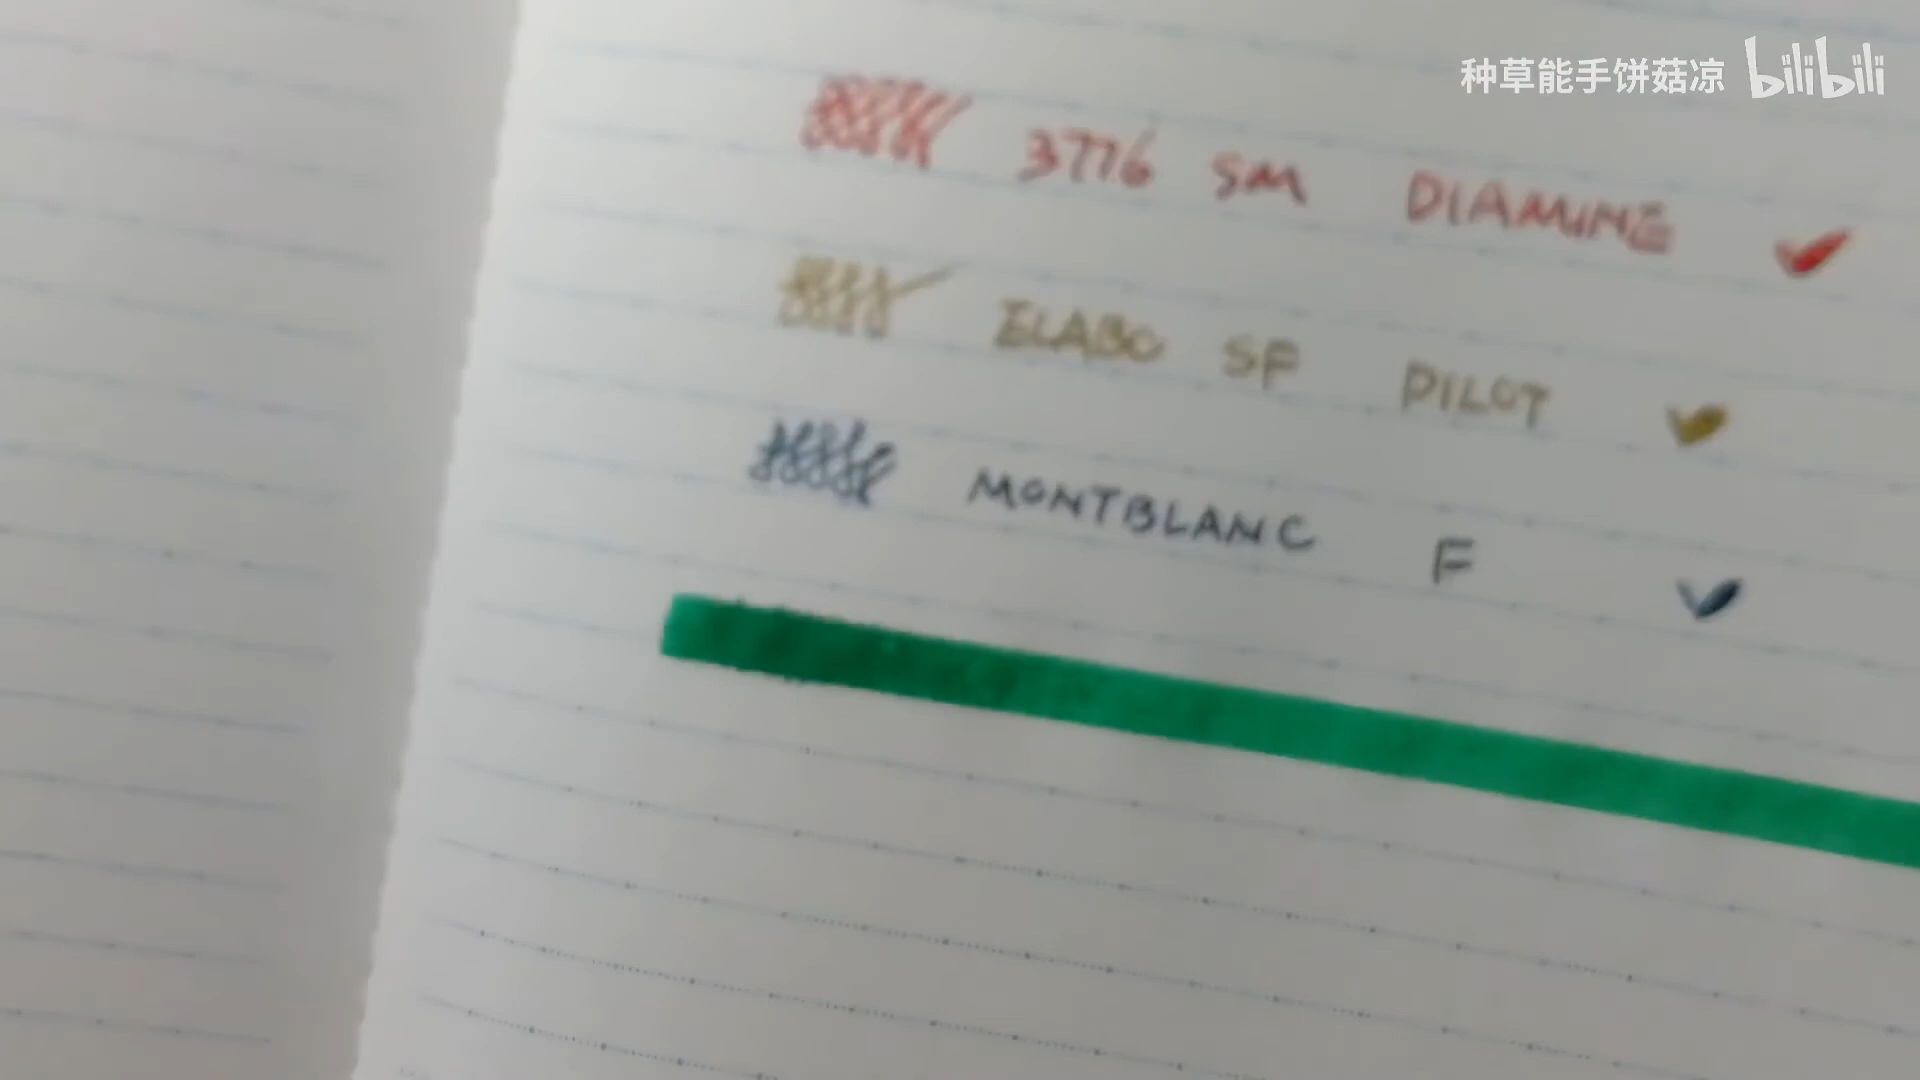 种草能手饼菇凉 bilibili
3776 SM DIAMINE
ELABO SF PILOT
MONTBLANC F